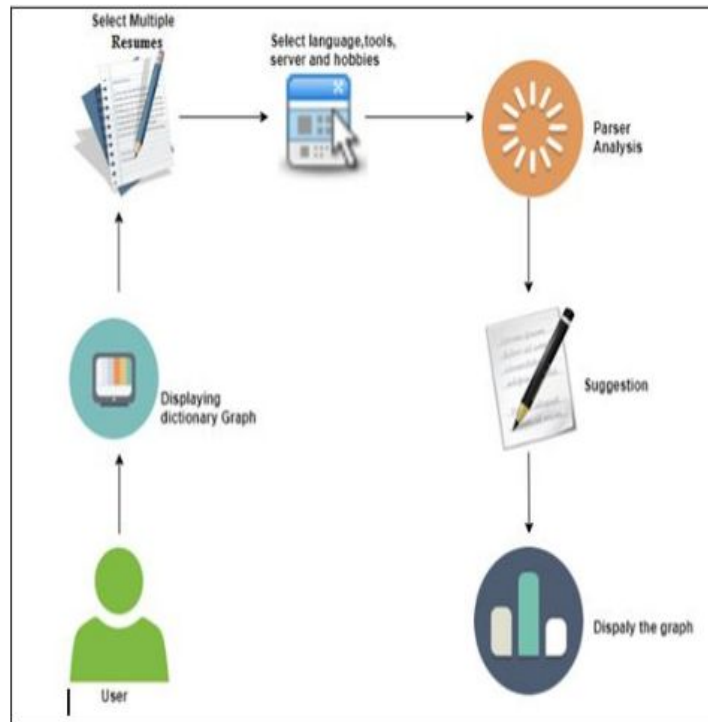 Select Multiple
Resumes
Select language,tools,
server and hobbies
Parser
Analysis
Displaying
dictionary Graph
Suggestion
Dispaly the graph
User